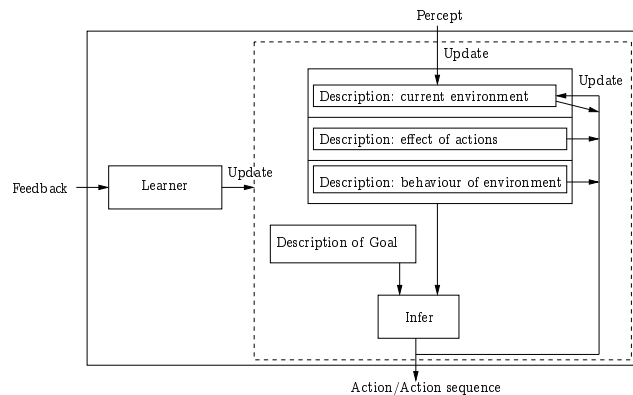 Percept
Update
Update
Description: current environment
Description: effect of actions
Update
Description: behaviour of environment
Learner
Feedback
Description of Goal
Infer
Action/Action sequence